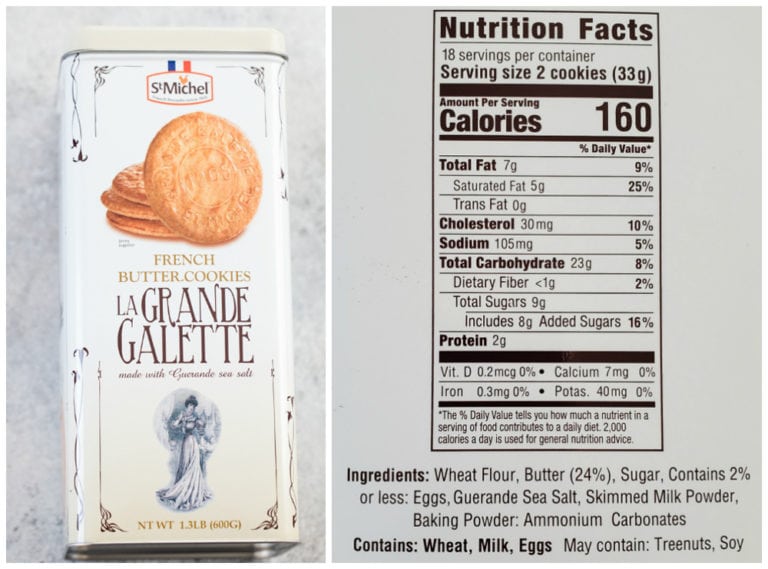 St Michel
FRENCH
BUTTER COOKIES
LA GRANDE
GALETTE
made with Guerande sea salt
NT WT 1.3LB (600G)
Nutrition Facts
18 servings per container
Serving size 2 cookies (33g)
Amount Per Serving
Calories 160
% Daily Value*
Total Fat 7g 9%
Saturated Fat 5g 25%
Trans Fat 0g
Cholesterol 30mg 10%
Sodium 105mg 5%
Total Carbohydrate 23g 8%
Dietary Fiber <1g 2%
Total Sugars 9g
Includes 8g Added Sugars 16%
Protein 2g
Vit. D 0.2mcg 0% • Calcium 7mg 0%
Iron 0.3mg 0% • Potas. 40mg 0%
*The % Daily Value tells you how much a nutrient in a
serving of food contributes to a daily diet. 2,000
calories a day is used for general nutrition advice.
Ingredients: Wheat Flour, Butter (24%), Sugar, Contains 2%
or less: Eggs, Guerande Sea Salt, Skimmed Milk Powder,
Baking Powder: Ammonium Carbonates
Contains: Wheat, Milk, Eggs May contain: Treenuts, Soy